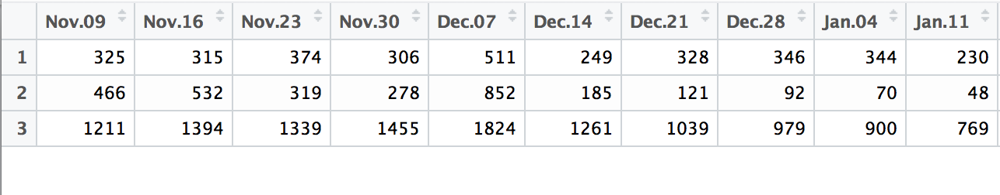 Nov.09 Nov.16 Nov.23 Nov.30 Dec.07 Dec.14 Dec.21 Dec.28 Jan.04 Jan.11
1 325 315 374 306 511 249 328 346 344 230
2 466 532 319 278 852 185 121 92 70 48
3 1211 1394 1339 1455 1824 1261 1039 979 900 769